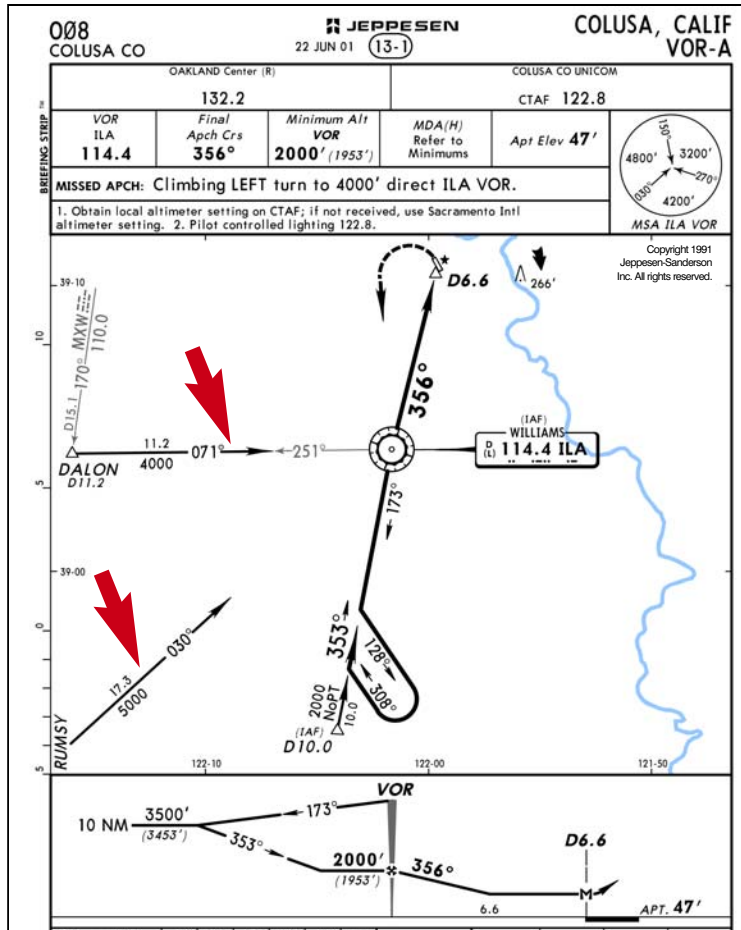 OØ8
COLUSA CO
JEPPESEN
22 JUN 01 13-1
COLUSA, CALIF
VOR-A
BRIEFING STRIP TM
OAKLAND Center (R)
132.2
COLUSA CO UNICOM
CTAF 122.8
VOR
ILA
114.4
Final
Apch Crs
356°
Minimum Alt
VOR
2000' (1953')
MDA(H)
Refer to
Minimums
Apt Elev 47'
150°
4800'
3200'
270°
030°
4200'
MSA ILA VOR
MISSED APCH: Climbing LEFT turn to 4000' direct ILA VOR.
1. Obtain local altimeter setting on CTAF; if not received, use Sacramento Intl
altimeter setting. 2. Pilot controlled lighting 122.8.
Copyright 1991
Jeppesen-Sanderson
Inc. All rights reserved.
D6.6
266'
39-10
10
170° MXW
110.0
D15.1
356°
(IAF)
WILLIAMS
D
(L) 114.4 ILA
11.2
071°
4000
251°
DALON
D11.2
5
173°
39-00
0
030°
17.3
5000
353°
128°
308°
2000
NoPT
10.0
(IAF)
D10.0
RUMSY
5
122-10
122-00
121-50
VOR
10 NM
3500'
(3453')
173°
353°
2000'
(1953')
356°
D6.6
M
6.6
APT. 47'